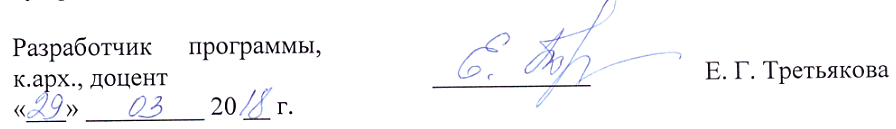 Разработчик программы,
к.арх., доцент Е. Г. Третьякова
«29» 03 2018 г.